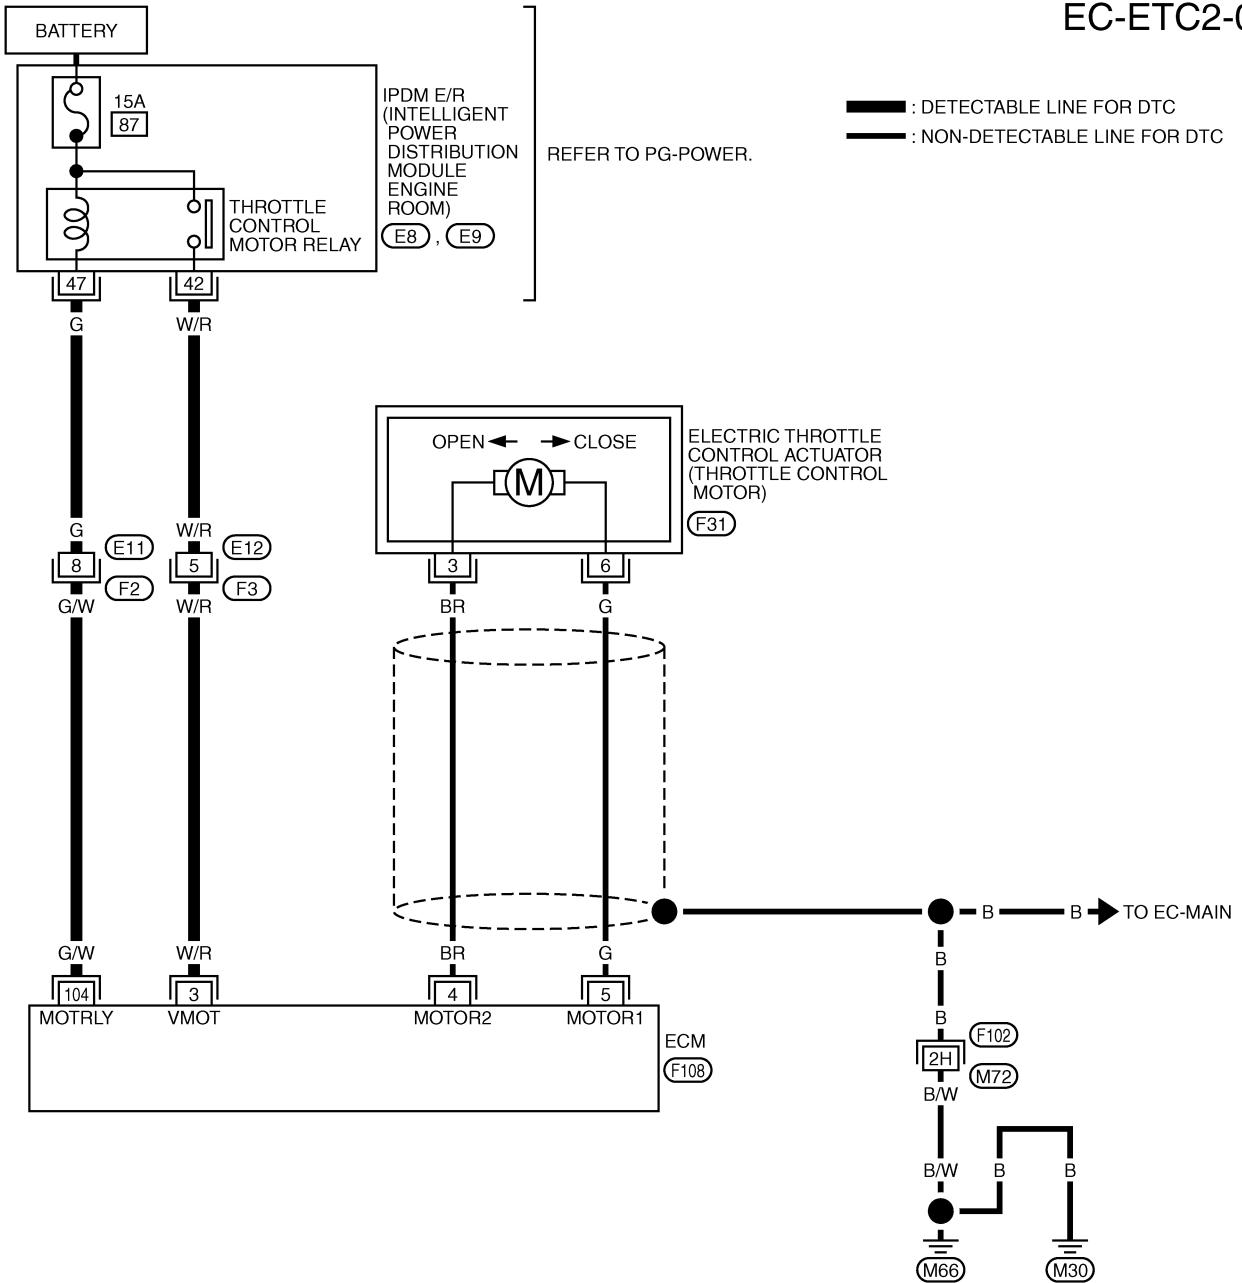 EC-ETC2-0
BATTERY
15A
87
IPDM E/R
(INTELLIGENT
POWER
DISTRIBUTION
MODULE
ENGINE
ROOM)
E8 , E9
REFER TO PG-POWER.
: DETECTABLE LINE FOR DTC
: NON-DETECTABLE LINE FOR DTC
THROTTLE
CONTROL
MOTOR RELAY
47 42
G W/R
OPEN CLOSE
M
ELECTRIC THROTTLE
CONTROL ACTUATOR
(THROTTLE CONTROL
MOTOR)
F31
G W/R
E11 E12
8 5 3 6
F2 F3
G/W W/R BR G
B B TO EC-MAIN
G/W W/R BR G B
104 3 4 5
MOTRLY VMOT MOTOR2 MOTOR1 B
ECM
F108
F102
2H
M72
B/W
B/W B B
M66 M30